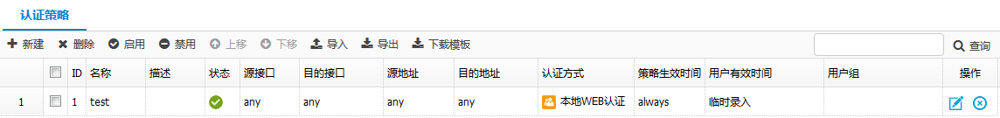 认证策略
新建 删除 启用 禁用 上移 下移 导入 导出 下载模板 查询
ID 名称 描述 状态 源接口 目的接口 源地址 目的地址 认证方式 策略生效时间 用户有效时间 用户组 操作
1 1 test any any any any 本地WEB认证 always 临时录入